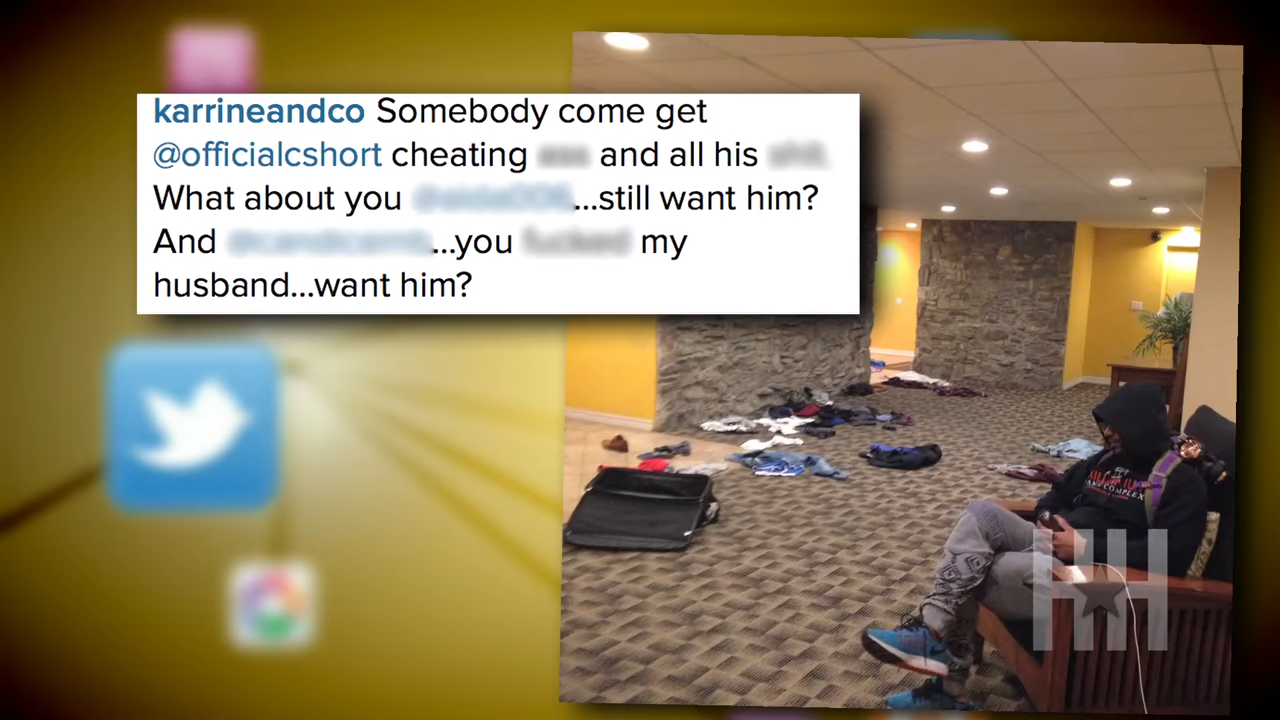 karrineandco Somebody come get
@officialcshort cheating and all his
What about you ...still want him?
And ...you my
husband...want him?
HH